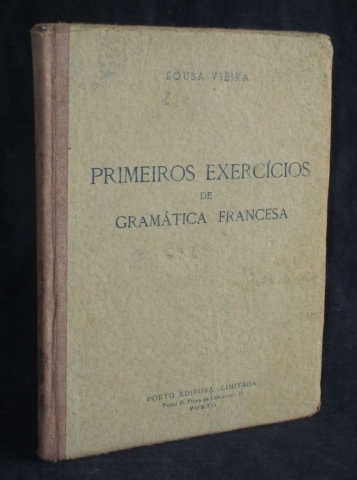 SOUSA VIEIRA
PRIMEIROS EXERCÍCIOS
DE
GRAMÁTICA FRANCESA
PORTO EDITORA, LIMITADA
PORTO